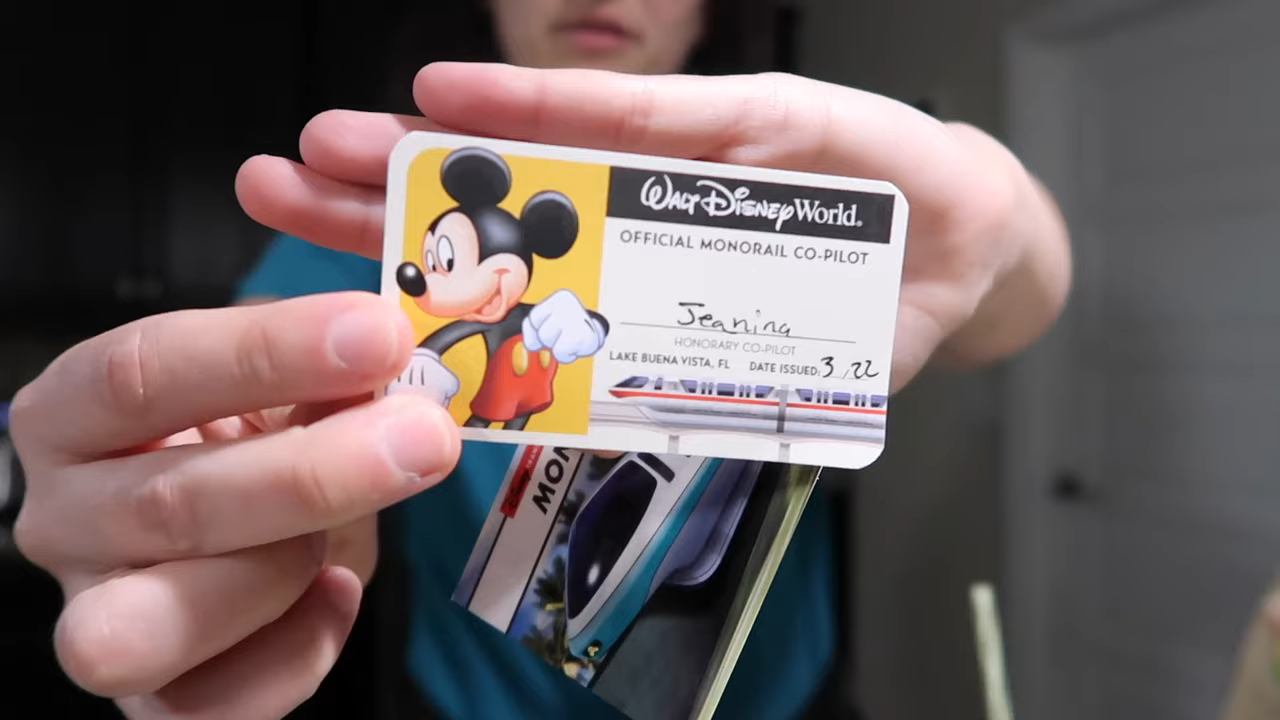 WALT DISNEY World®
OFFICIAL MONORAIL CO-PILOT
Jeanina
HONORARY CO-PILOT
LAKE BUENA VISTA, FL DATE ISSUED: 3,22
MON